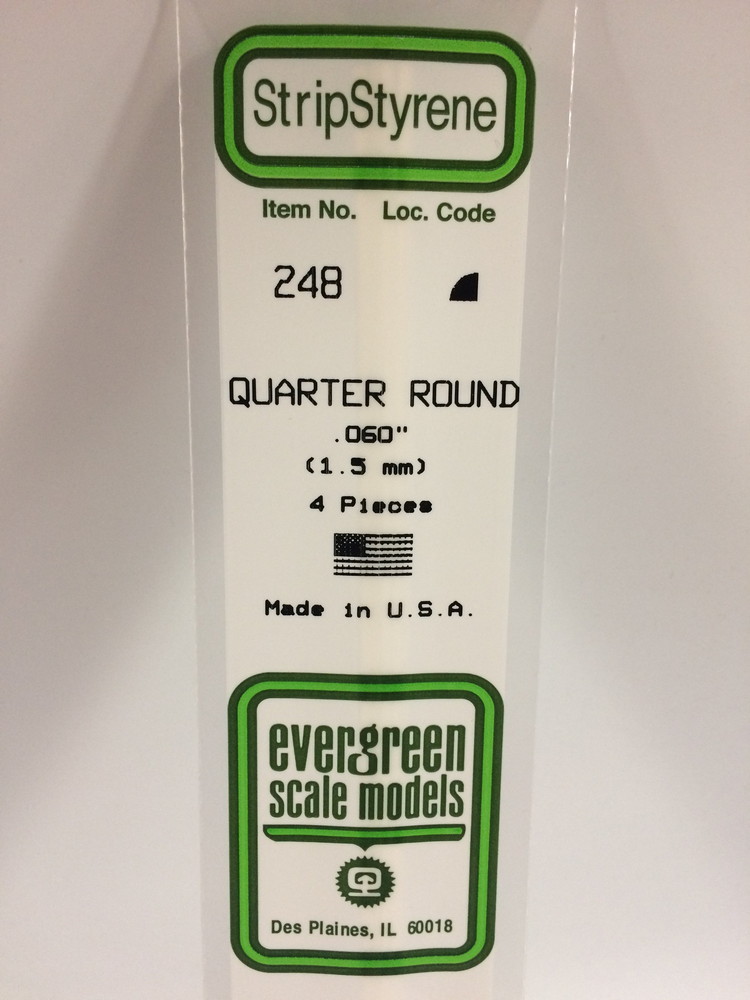 StripStyrene
Item No. Loc. Code
248
QUARTER ROUND
.060"
(1.5 mm)
4 Pieces
Made in U.S.A.
evergreen
scale models
Des Plaines, IL 60018